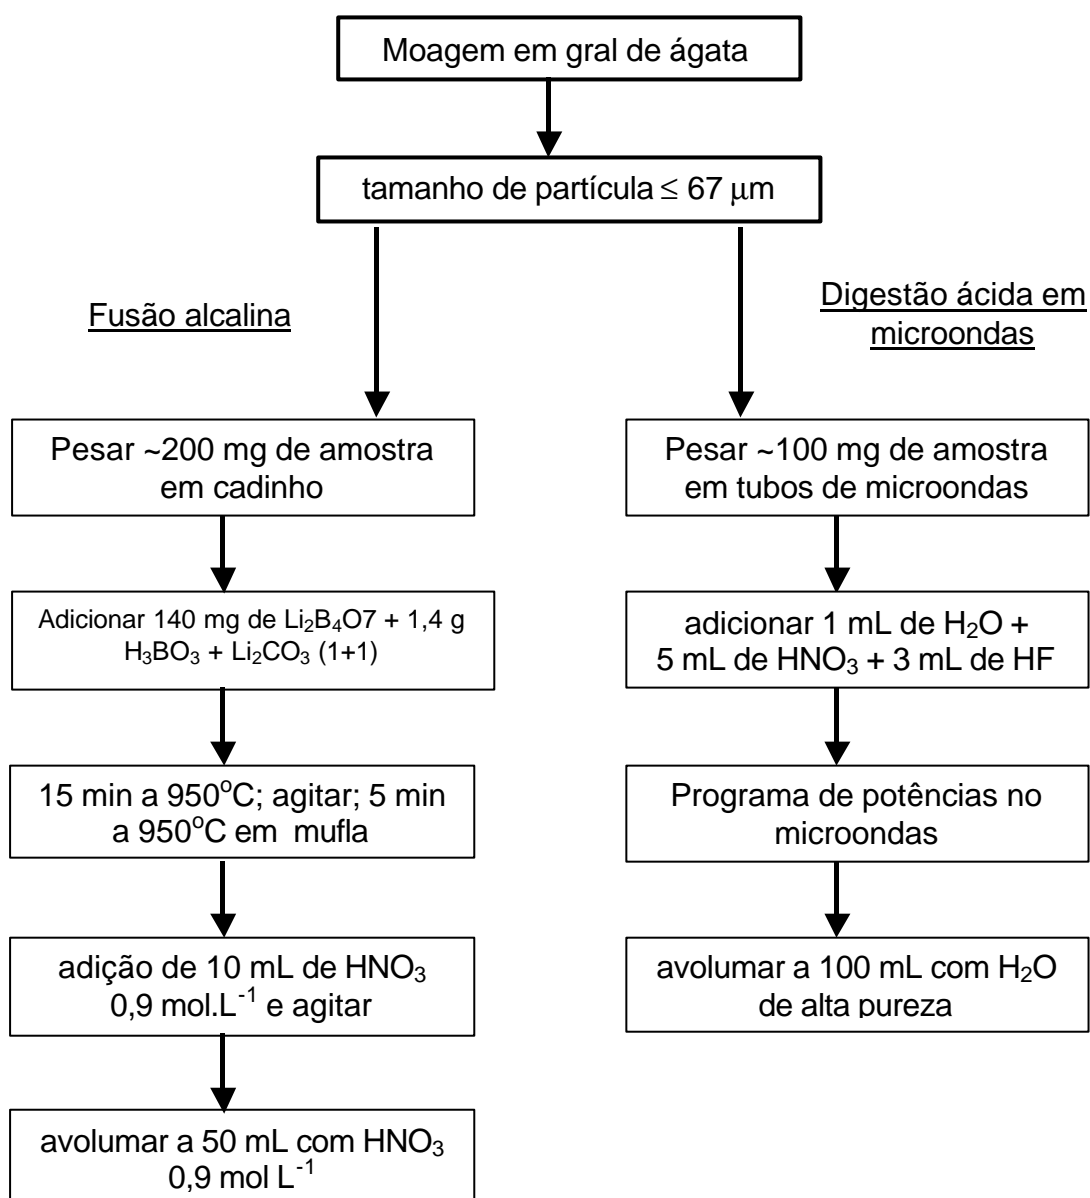 Moagem em gral de ágata
tamanho de partícula ≤ 67 μm
Fusão alcalina
Digestão ácida em
microondas
Pesar ~200 mg de amostra
em cadinho
Adicionar 140 mg de Li₂B₄O7 + 1,4 g
H₃BO₃ + Li₂CO₃ (1+1)
15 min a 950°C; agitar; 5 min
a 950°C em mufla
adição de 10 mL de HNO₃
0,9 mol.L⁻¹ e agitar
avolumar a 50 mL com HNO₃
0,9 mol L⁻¹
Pesar ~100 mg de amostra
em tubos de microondas
adicionar 1 mL de H₂O +
5 mL de HNO₃ + 3 mL de HF
Programa de potências no
microondas
avolumar a 100 mL com H₂O
de alta pureza